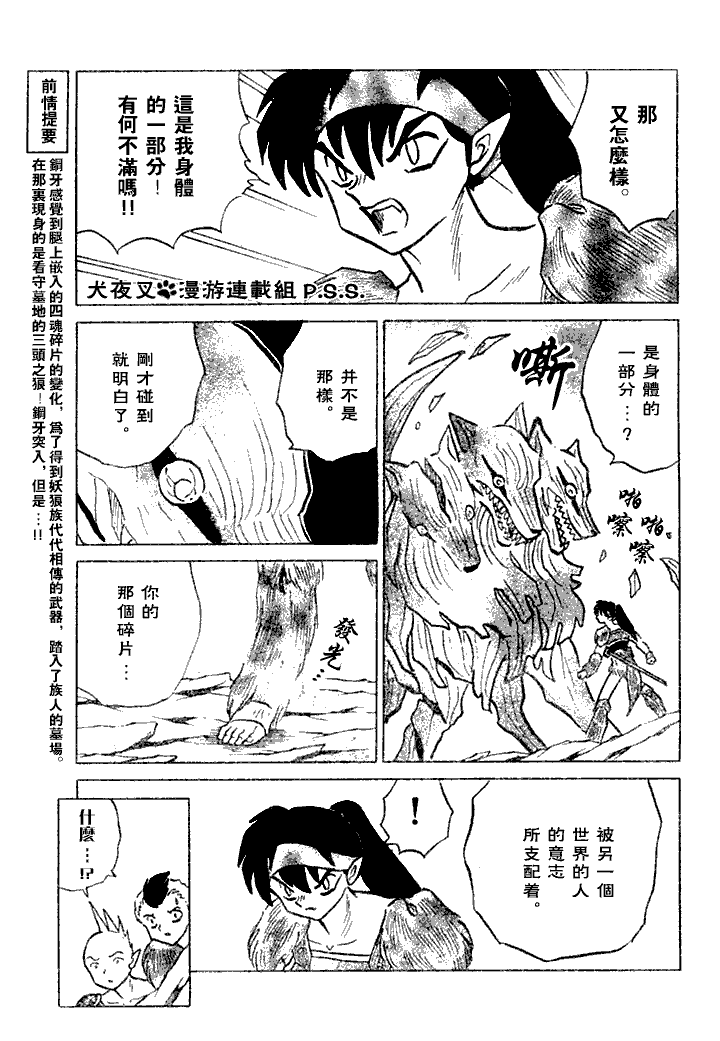 前情提要
鋼牙感覺到腿上嵌入的四魂碎片的變化，為了得到妖狼族代代相傳的武器，踏入了族人的墓場。
在那裏現身的是看守墓地的三頭之狼！鋼牙突入，但是…!!
那
又怎麼樣。
這是我身體
的一部分！
有何不滿嗎!!
犬夜叉 漫游連載組 P.S.S.
是身體的
一部分…?
嘶
啪
嚓
啪
嚓
并不是
那樣。
剛才碰到
就明白了。
發光…
你的
那個碎片…
被另一個
世界的人
的意志
所支配着。
!
什麼…!?